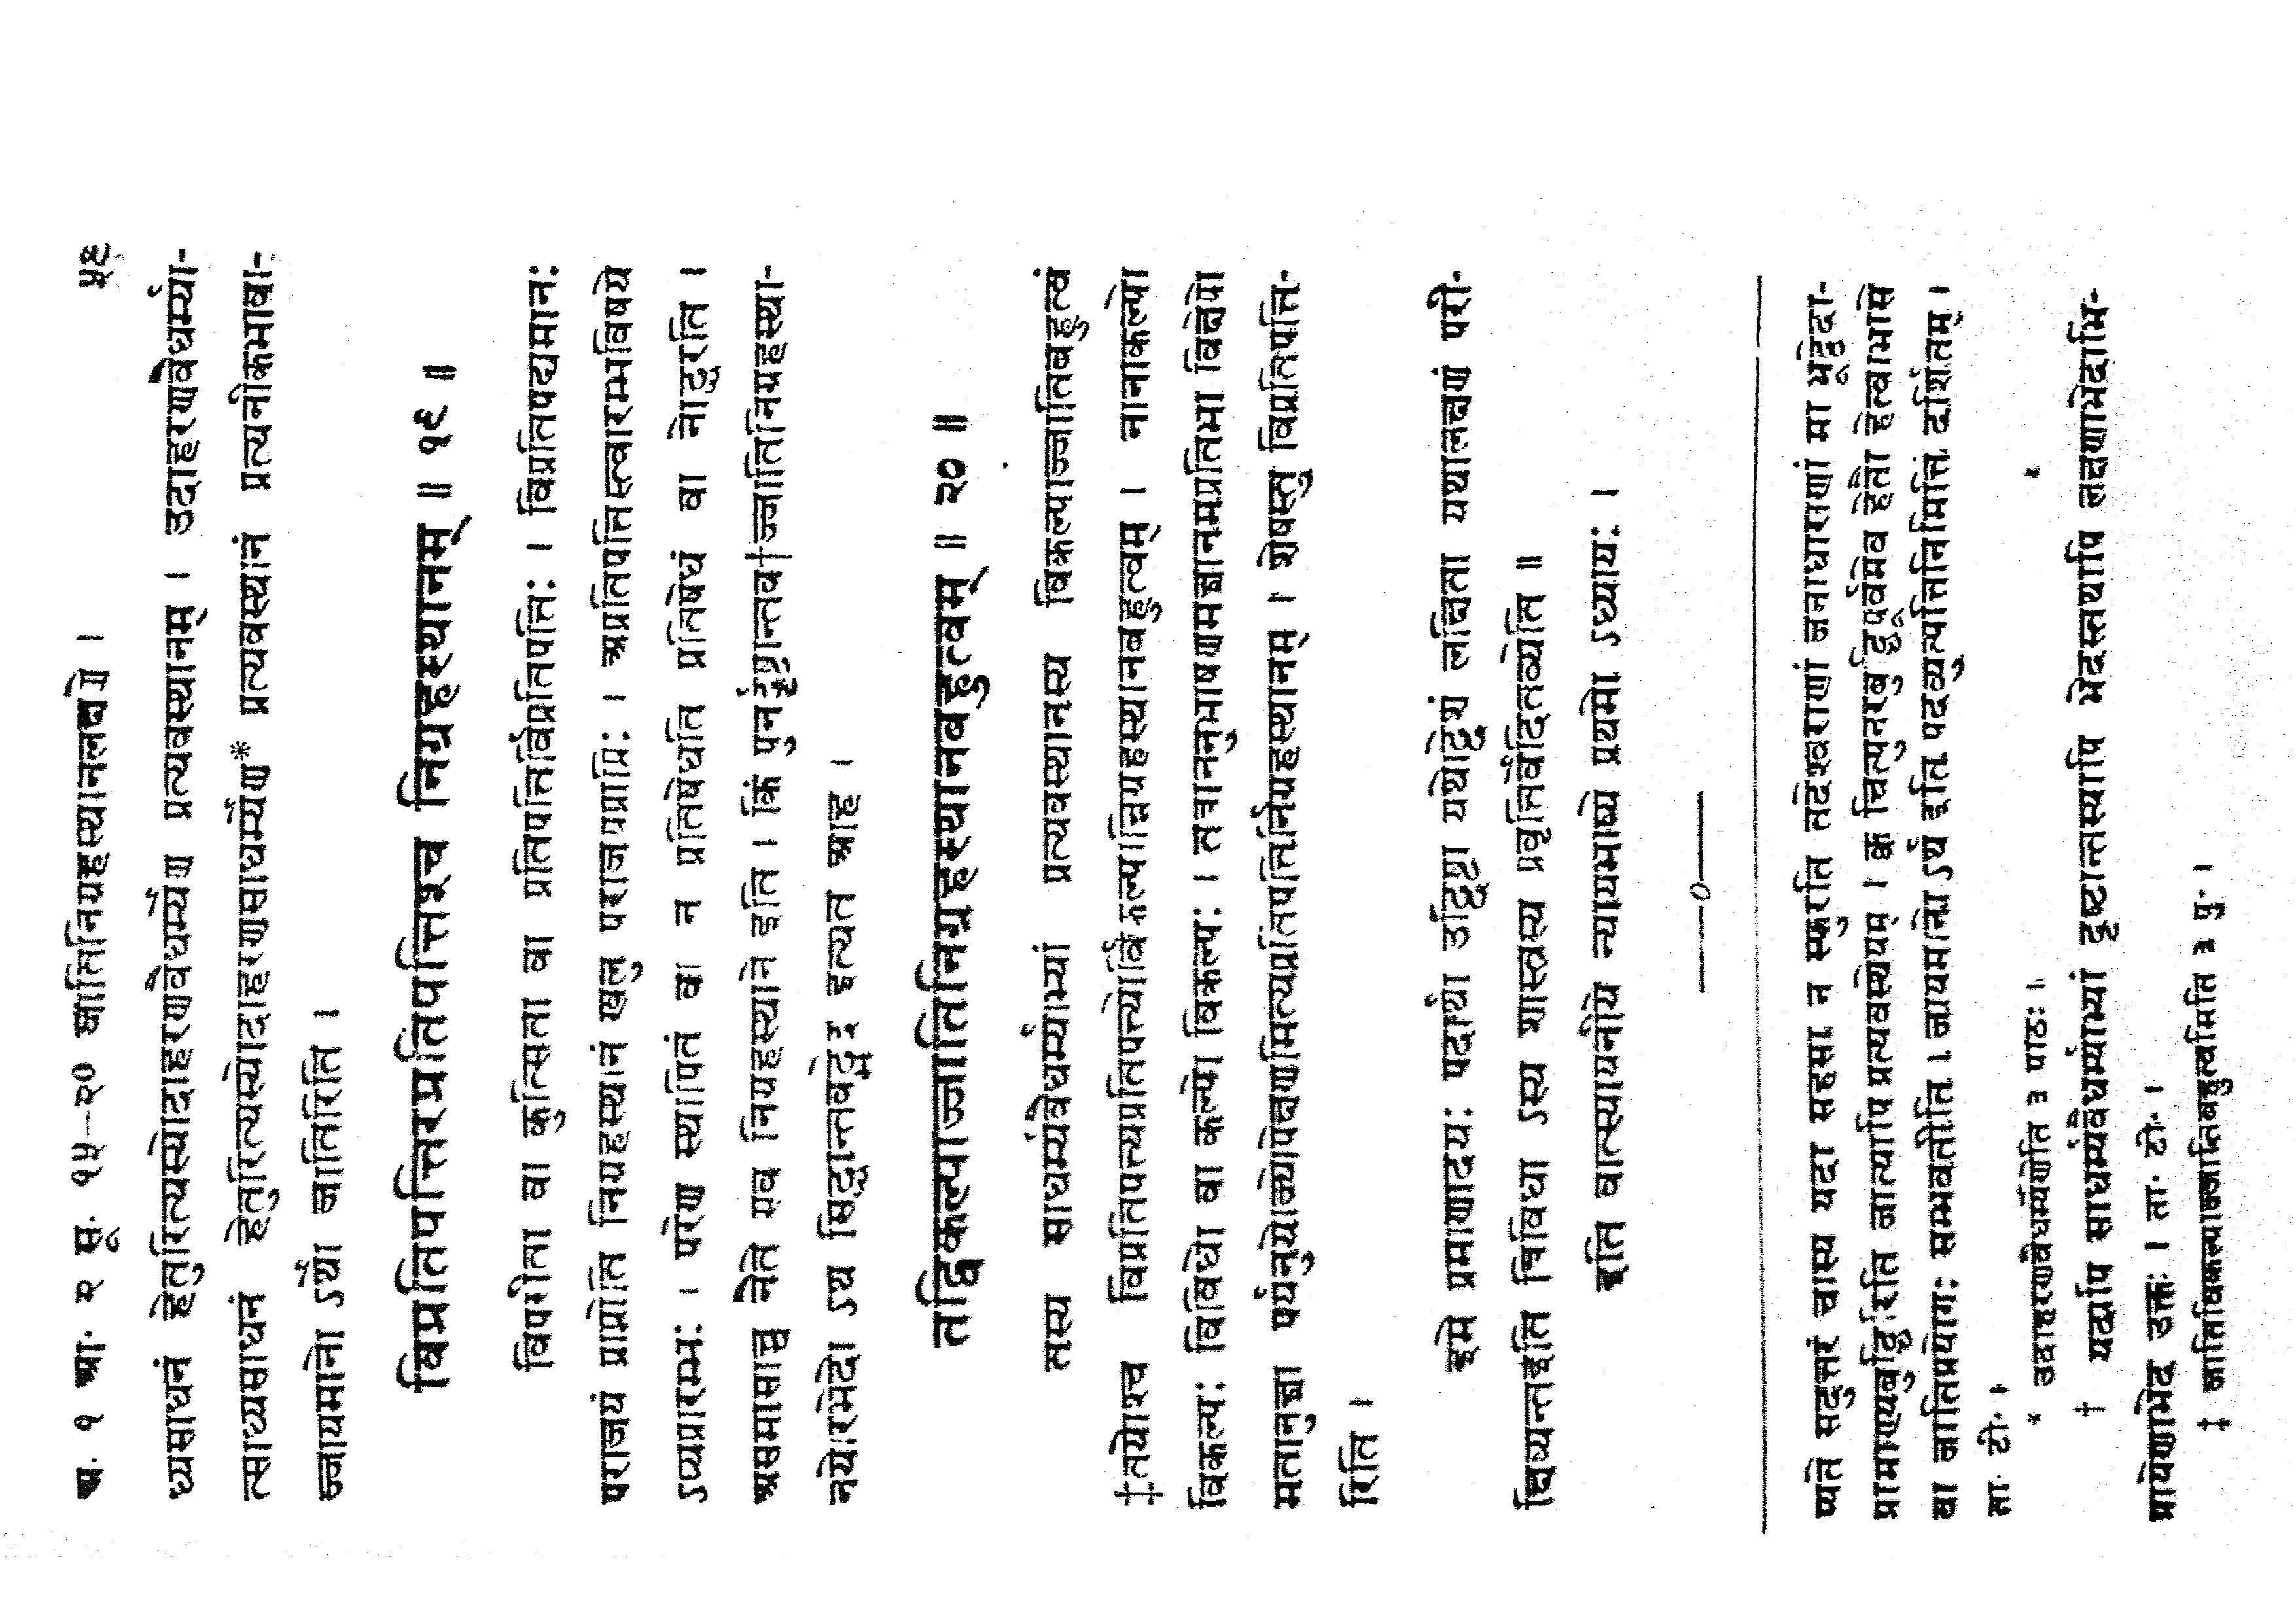 अ. १ आ. २ सू. १५–२० जातिनिग्रहस्थानलक्षणे । ५९
ध्यसाधनं हेतुरित्यस्योदाहरणवैधर्म्येण प्रत्यवस्थानम् । उदाहरणवैधर्म्या-
त्साध्यसाधनं हेतुरित्यस्योदाहरणसाधर्म्येण* प्रत्यवस्थानं प्रत्यनीकभावा-
ज्जायमानो ऽर्थो जातिरिति ।
विप्रतिपत्तिरप्रतिपत्तिश्च निग्रहस्थानम् ॥ १९ ॥
विपरीता वा कुत्सिता वा प्रतिपत्तिर्विप्रतिपत्तिः । विप्रतिपद्यमानः
पराजयं प्राप्नोति निग्रहस्थानं खलु पराजयप्राप्तिः । अप्रतिपत्तिस्त्वारम्भविषये
ऽप्यप्रारम्भः । परेण स्थापितं वा न प्रतिषेधति प्रतिषेधं वा नोद्धरति ।
असमासाच्च नैते एव निग्रहस्थाने इति । किं पुनर्दृष्टान्तव†ज्जातिनिग्रहस्था-
नयोरभेदो ऽथ सिद्धान्तवद्भेद इत्यत आह ।
तद्विकल्पाज्जातिनिग्रहस्थानबहुत्वम् ॥ २० ॥
तस्य साधर्म्यवैधर्म्याभ्यां प्रत्यवस्थानस्य विकल्पाज्जातिबहुत्वं
‡तयोश्च विप्रतिपत्त्यप्रतिपत्त्योर्विकल्पान्निग्रहस्थानबहुत्वम् । नानाकल्पो
विकल्पः विविधो वा कल्पो विकल्पः । तत्राननुभाषणमज्ञानमप्रतिभा विक्षेपो
मतानुज्ञा पर्यनुयोज्योपेक्षणमित्यप्रतिपत्तिर्निग्रहस्थानम् । शेषस्तु विप्रतिपत्ति-
रिति ।
इमे प्रमाणादयः पदार्था उद्दिष्टा यथोद्देशं लक्षिता यथालक्षणं परी-
क्षिष्यन्तइति त्रिविधा ऽस्य शास्त्रस्य प्रवृत्तिर्वेदितव्येति ॥
इति वात्स्यायनीये न्यायभाष्ये प्रथमो ऽध्यायः ।
—०—
प्यते सदुत्तरं चास्य यदा सहसा न स्फुरति तदेश्वराणां जनाधाराणां मा भूद्वेदा-
प्रामाण्यबुद्धिरिति जात्यापि प्रत्यवस्थेयम् । क्व चित्पुनरबुद्धिपूर्वमेव हेतौ हेत्वाभासे
वा जातिप्रयोगः सम्भवतीति । जायमानो ऽर्थ इति पदव्युत्पत्तिनिमित्तं दर्शितम् ।
ता. टी. ।
* उदाहरणवैधर्म्येणेति ३ पाठः ।
† यद्यपि साधर्म्यवैधर्म्याभ्यां दृष्टान्तस्यापि भेदस्तथापि लक्षणाभेदाभि-
प्रायेणाभेद उक्तः । ता. टी. ।
‡ जातिविकल्पाज्जातिबहुत्वमिति ३ पु. ।